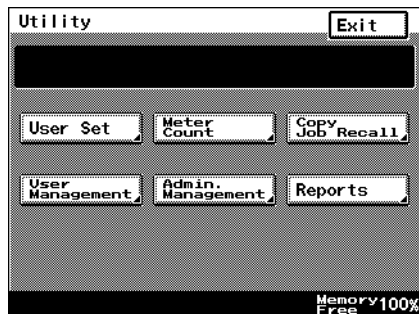 Utility
Exit
User Set
Meter
Count
Copy
Job Recall
User
Management
Admin.
Management
Reports
Memory
Free 100%